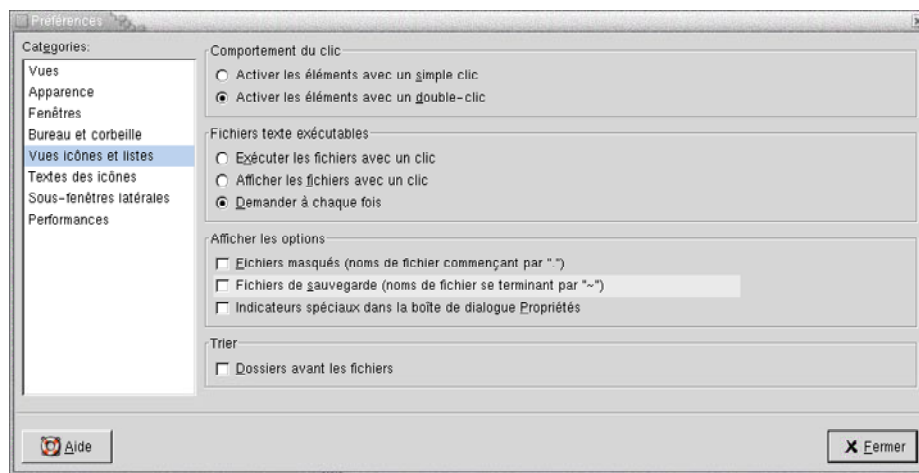 Préférences
Catégories:
Vues
Apparence
Fenêtres
Bureau et corbeille
Vues icônes et listes
Textes des icônes
Sous-fenêtres latérales
Performances
Comportement du clic
Activer les éléments avec un simple clic
Activer les éléments avec un double-clic
Fichiers texte exécutables
Exécuter les fichiers avec un clic
Afficher les fichiers avec un clic
Demander à chaque fois
Afficher les options
Fichiers masqués (noms de fichier commençant par ".")
Fichiers de sauvegarde (noms de fichier se terminant par "~")
Indicateurs spéciaux dans la boîte de dialogue Propriétés
Trier
Dossiers avant les fichiers
Aide
Fermer